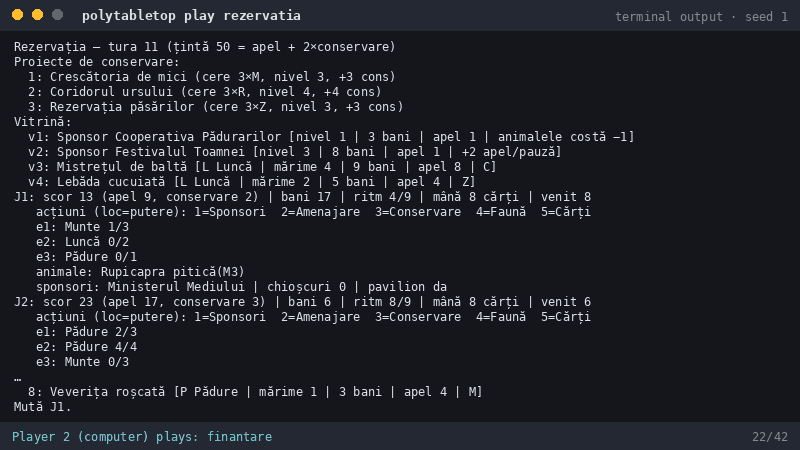 polytabletop play rezervatia
terminal output · seed 1
Rezervația — tura 11 (țintă 50 = apel + 2×conservare)
Proiecte de conservare:
1: Crescătoria de mici (cere 3×M, nivel 3, +3 cons)
2: Coridorul ursului (cere 3×R, nivel 4, +4 cons)
3: Rezervația păsărilor (cere 3×Z, nivel 3, +3 cons)
Vitrină:
v1: Sponsor Cooperativa Pădurarilor [nivel 1 | 3 bani | apel 1 | animalele costă −1]
v2: Sponsor Festivalul Toamnei [nivel 3 | 8 bani | apel 1 | +2 apel/pauză]
v3: Mistrețul de baltă [L Luncă | mărime 4 | 9 bani | apel 8 | C]
v4: Lebăda cucuiată [L Luncă | mărime 2 | 5 bani | apel 4 | Z]
J1: scor 13 (apel 9, conservare 2) | bani 17 | ritm 4/9 | mână 8 cărți | venit 8
acțiuni (loc=putere): 1=Sponsori 2=Amenajare 3=Conservare 4=Faună 5=Cărți
e1: Munte 1/3
e2: Luncă 0/2
e3: Pădure 0/1
animale: Rupicapra pitică(M3)
sponsori: Ministerul Mediului | chioșcuri 0 | pavilion da
J2: scor 23 (apel 17, conservare 3) | bani 6 | ritm 8/9 | mână 8 cărți | venit 6
acțiuni (loc=putere): 1=Sponsori 2=Amenajare 3=Conservare 4=Faună 5=Cărți
e1: Pădure 2/3
e2: Pădure 4/4
e3: Munte 0/3
…
8: Veverița roșcată [P Pădure | mărime 1 | 3 bani | apel 4 | M]
Mută J1.
Player 2 (computer) plays: finantare
22/42